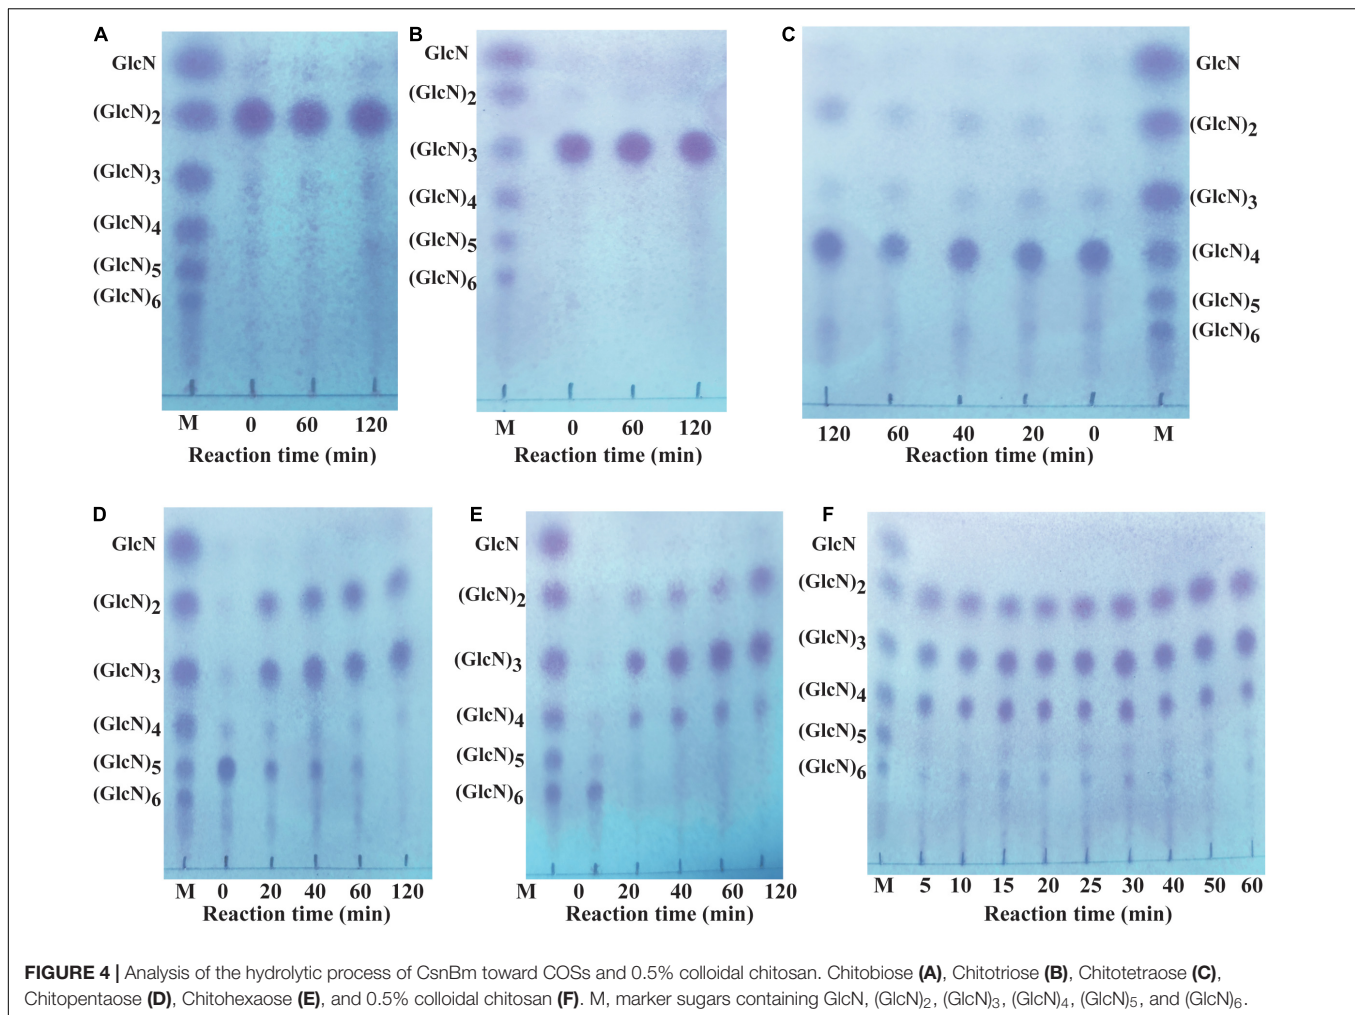 A
GlcN
(GlcN)2
(GlcN)3
(GlcN)4
(GlcN)5
(GlcN)6
M 0 60 120
Reaction time (min)
B
GlcN
(GlcN)2
(GlcN)3
(GlcN)4
(GlcN)5
(GlcN)6
M 0 60 120
Reaction time (min)
C
GlcN
(GlcN)2
(GlcN)3
(GlcN)4
(GlcN)5
(GlcN)6
120 60 40 20 0 M
Reaction time (min)
D
GlcN
(GlcN)2
(GlcN)3
(GlcN)4
(GlcN)5
(GlcN)6
M 0 20 40 60 120
Reaction time (min)
E
GlcN
(GlcN)2
(GlcN)3
(GlcN)4
(GlcN)5
(GlcN)6
M 0 20 40 60 120
Reaction time (min)
F
GlcN
(GlcN)2
(GlcN)3
(GlcN)4
(GlcN)5
(GlcN)6
M 5 10 15 20 25 30 40 50 60
Reaction time (min)
FIGURE 4 | Analysis of the hydrolytic process of CsnBm toward COSs and 0.5% colloidal chitosan. Chitobiose (A), Chitotriose (B), Chitotetraose (C),
Chitopentaose (D), Chitohexaose (E), and 0.5% colloidal chitosan (F). M, marker sugars containing GlcN, (GlcN)2, (GlcN)3, (GlcN)4, (GlcN)5, and (GlcN)6.